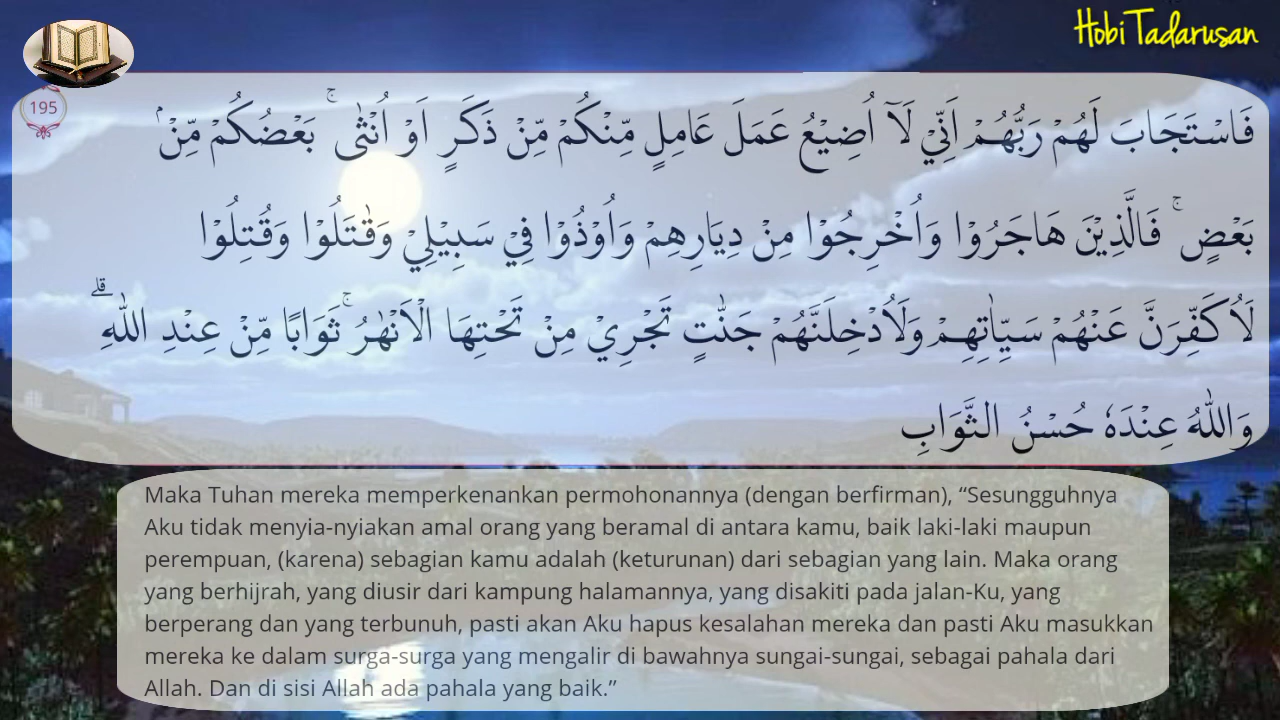 Hobi Tadarusan
195
فَاسْتَجَابَ لَهُمْ رَبُّهُمْ اَنِّيْ لَآ اُضِيْعُ عَمَلَ عَامِلٍ مِّنْكُمْ مِّنْ ذَكَرٍ اَوْ اُنْثٰى ۚ بَعْضُكُمْ مِّنْۢ
بَعْضٍ ۚ فَالَّذِيْنَ هَاجَرُوْا وَاُخْرِجُوْا مِنْ دِيَارِهِمْ وَاُوْذُوْا فِيْ سَبِيْلِيْ وَقٰتَلُوْا وَقُتِلُوْا
لَاُكَفِّرَنَّ عَنْهُمْ سَيِّاٰتِهِمْ وَلَاُدْخِلَنَّهُمْ جَنّٰتٍ تَجْرِيْ مِنْ تَحْتِهَا الْاَنْهٰرُ ۚ ثَوَابًا مِّنْ عِنْدِ اللّٰهِ ۗ
وَاللّٰهُ عِنْدَهٗ حُسْنُ الثَّوَابِ
Maka Tuhan mereka memperkenankan permohonannya (dengan berfirman), “Sesungguhnya
Aku tidak menyia-nyiakan amal orang yang beramal di antara kamu, baik laki-laki maupun
perempuan, (karena) sebagian kamu adalah (keturunan) dari sebagian yang lain. Maka orang
yang berhijrah, yang diusir dari kampung halamannya, yang disakiti pada jalan-Ku, yang
berperang dan yang terbunuh, pasti akan Aku hapus kesalahan mereka dan pasti Aku masukkan
mereka ke dalam surga-surga yang mengalir di bawahnya sungai-sungai, sebagai pahala dari
Allah. Dan di sisi Allah ada pahala yang baik.”